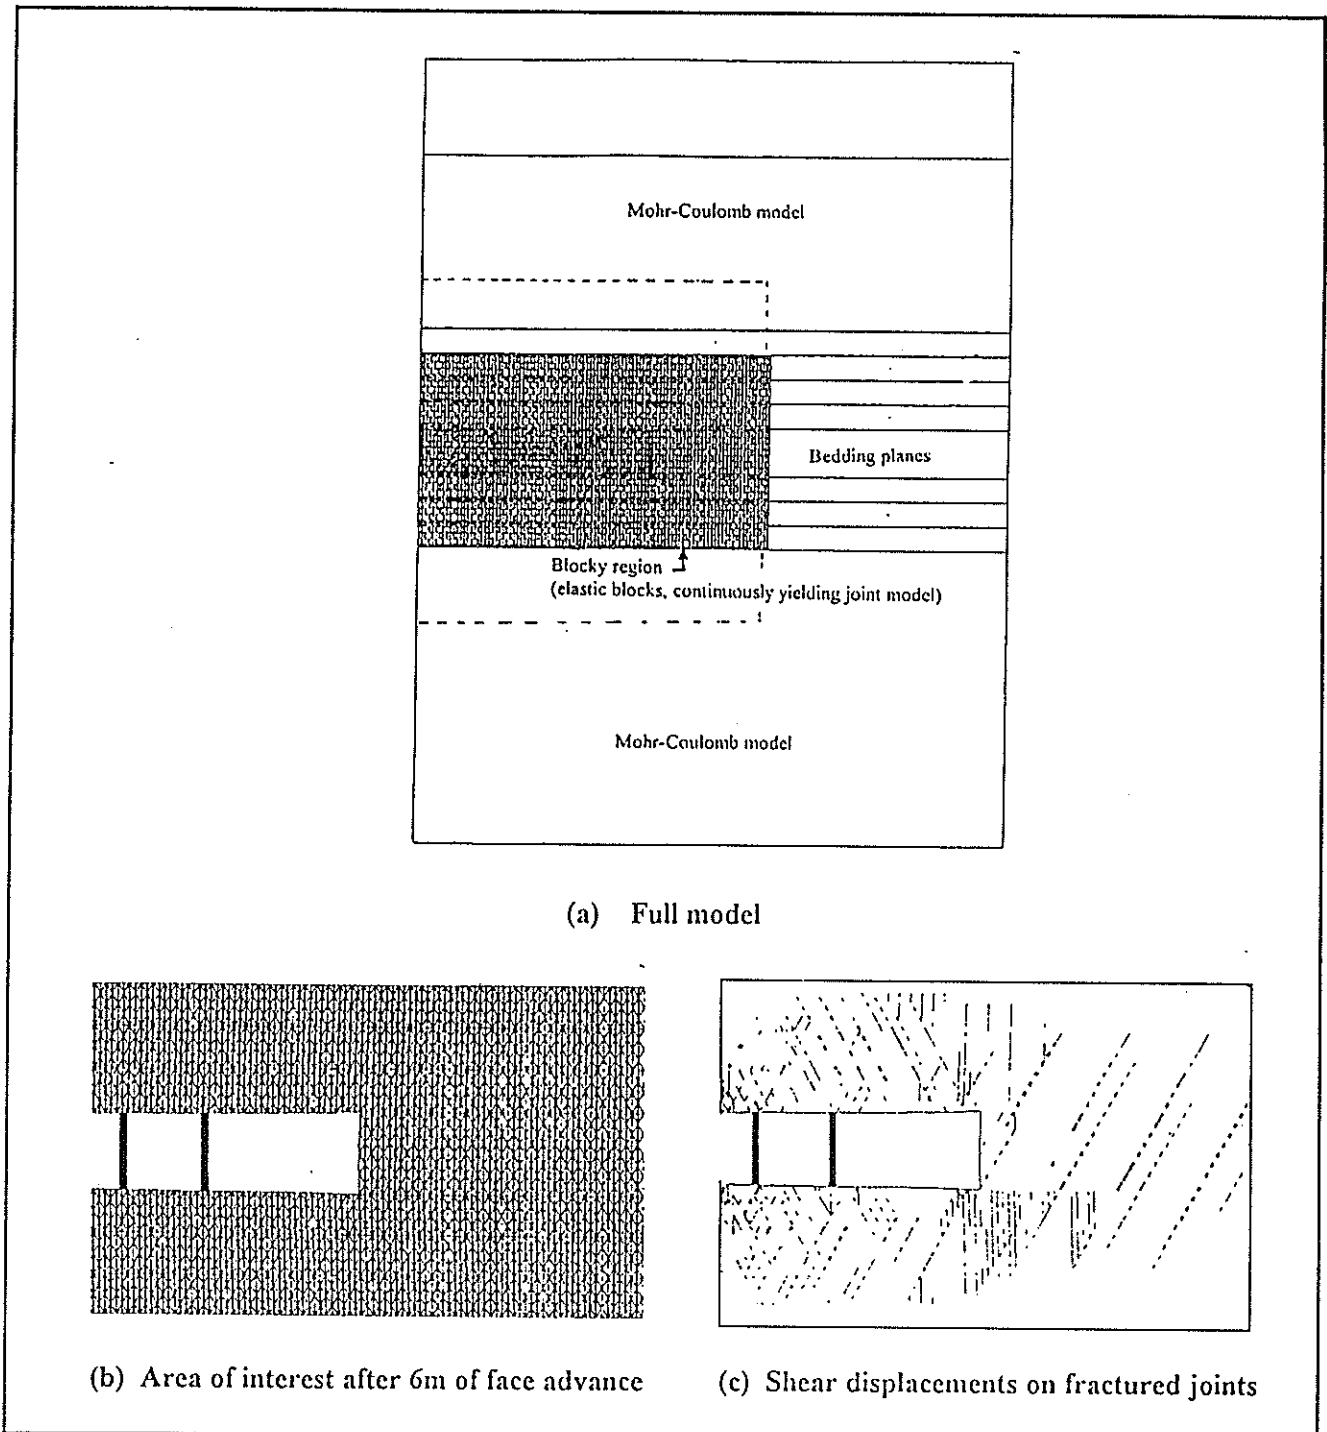 Mohr-Coulomb model
Bedding planes
Blocky region
(elastic blocks, continuously yielding joint model)
Mohr-Coulomb model
(a) Full model
(b) Area of interest after 6m of face advance
(c) Shear displacements on fractured joints